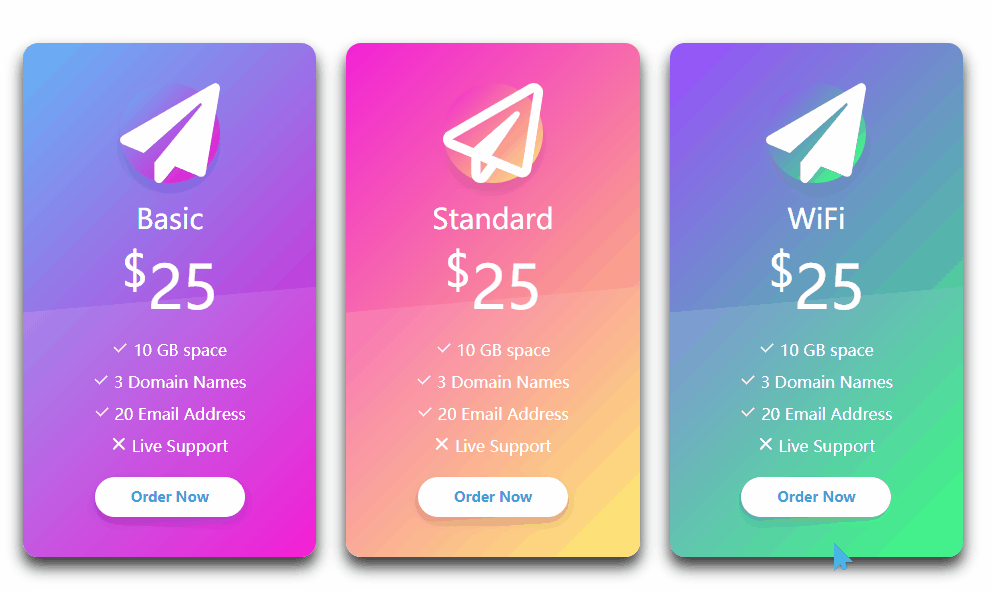 Basic
$25
✓ 10 GB space
✓ 3 Domain Names
✓ 20 Email Address
✕ Live Support
Order Now
Standard
$25
✓ 10 GB space
✓ 3 Domain Names
✓ 20 Email Address
✕ Live Support
Order Now
WiFi
$25
✓ 10 GB space
✓ 3 Domain Names
✓ 20 Email Address
✕ Live Support
Order Now